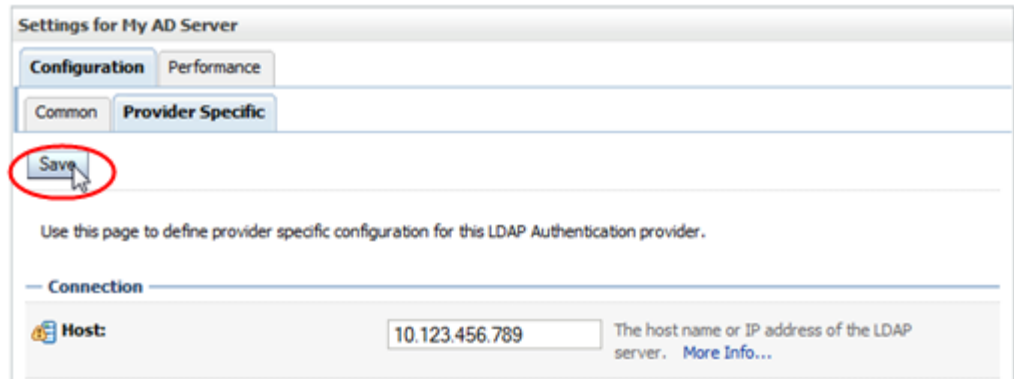 Settings for My AD Server
Configuration Performance
Common Provider Specific
Save
Use this page to define provider specific configuration for this LDAP Authentication provider.
Connection
Host: 10.123.456.789 The host name or IP address of the LDAP
server. More Info...